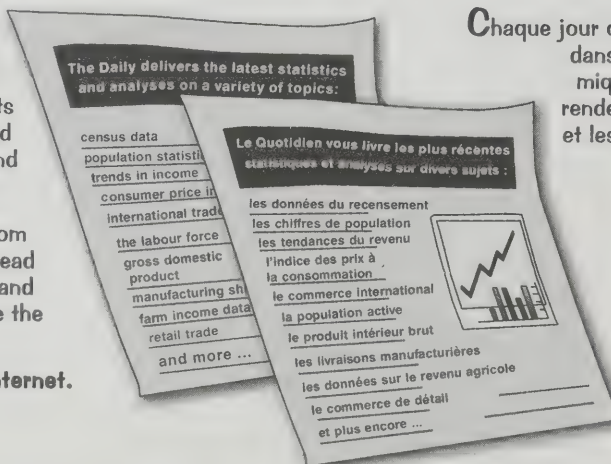 ts
d
nd
om
ead
and
e the
ternet.
The Daily delivers the latest statistics
and analyses on a variety of topics:
census data
population
trends in income
consumer price
international
the labour force
gross domestic
product
manufacturing
farm income data
retail trade
and more ...
Le Quotidien vous livre les plus récentes
statistiques et analyses sur divers sujets :
les données du recensement
les chiffres de population
les tendances du revenu
l'indice des prix à
la consommation
le commerce international
la population active
le produit intérieur brut
les livraisons manufacturières
les données sur le revenu agricole
le commerce de détail
et plus encore ...
Chaque jour
dans
miq
rende
et les